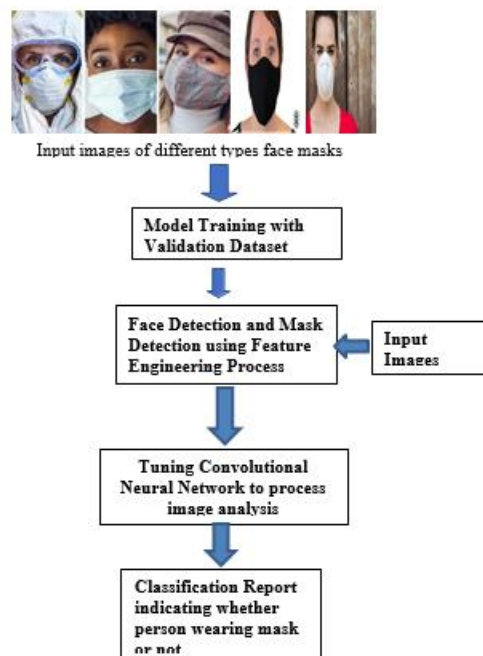 Input images of different types face masks
Model Training with
Validation Dataset
Face Detection and Mask
Detection using Feature
Engineering Process
Input
Images
Tuning Convolutional
Neural Network to process
image analysis
Classification Report
indicating whether
person wearing mask
or not